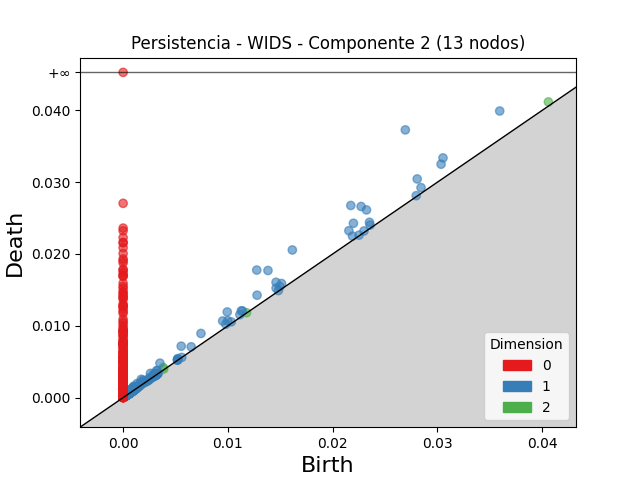 Persistencia - WIDS - Componente 2 (13 nodos)
+∞
0.040
0.030
0.020
0.010
0.000
Death
Dimension
0
1
2
0.00 0.01 0.02 0.03 0.04
Birth